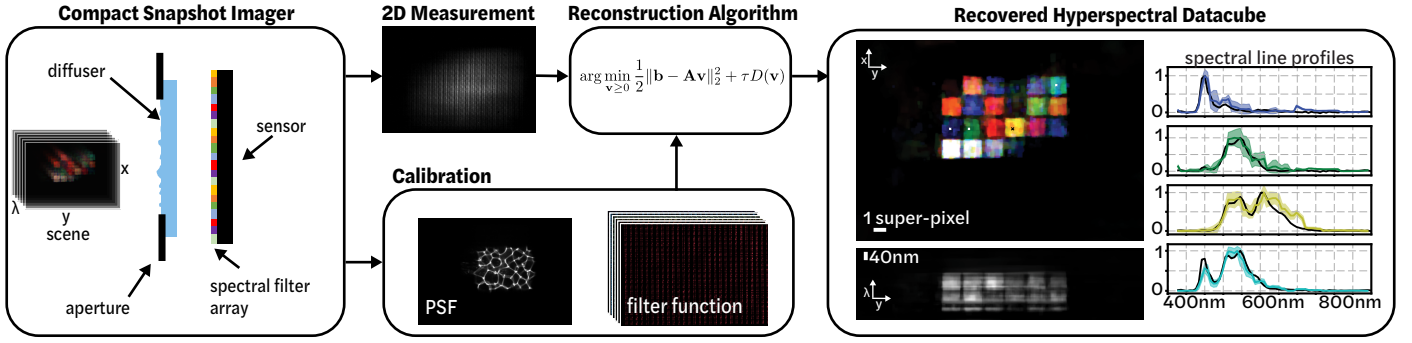 Compact Snapshot Imager
diffuser
sensor
x
λ
y
scene
aperture
spectral filter
array
2D Measurement
Reconstruction Algorithm
arg min 1/2 ‖b − Av‖₂² + τD(v)
v≥0
Calibration
PSF
filter function
Recovered Hyperspectral Datacube
x
y
1 super-pixel
40nm
λ
y
spectral line profiles
1
0
1
0
1
0
1
0
400nm 600nm 800nm